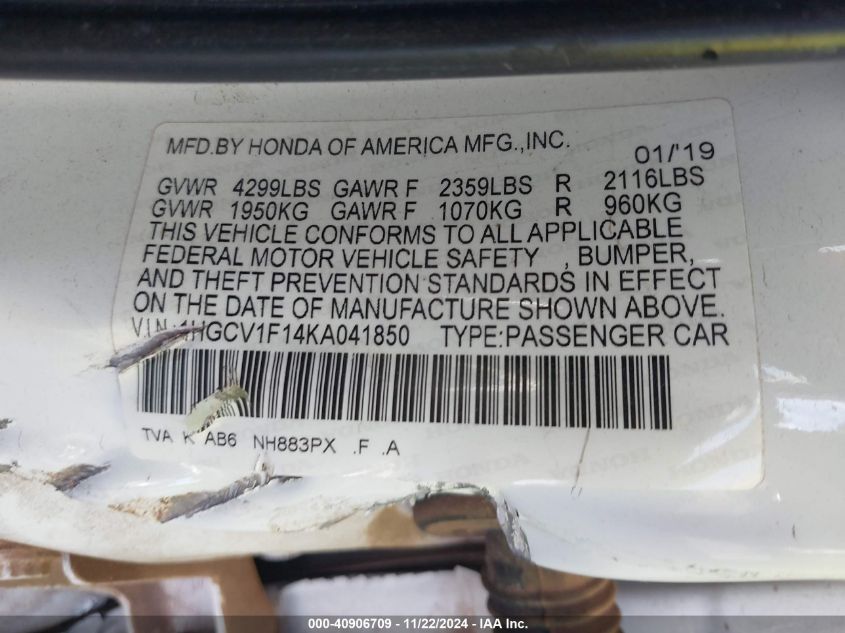 MFD.BY HONDA OF AMERICA MFG.,INC. 01/'19
GVWR 4299LBS GAWR F 2359LBS R 2116LBS
GVWR 1950KG GAWR F 1070KG R 960KG
THIS VEHICLE CONFORMS TO ALL APPLICABLE
FEDERAL MOTOR VEHICLE SAFETY , BUMPER,
AND THEFT PREVENTION STANDARDS IN EFFECT
ON THE DATE OF MANUFACTURE SHOWN ABOVE.
V.I.N.:1HGCV1F14KA041850 TYPE:PASSENGER CAR
TVA K AB6 NH883PX .F .A
000-40906709 - 11/22/2024 - IAA Inc.